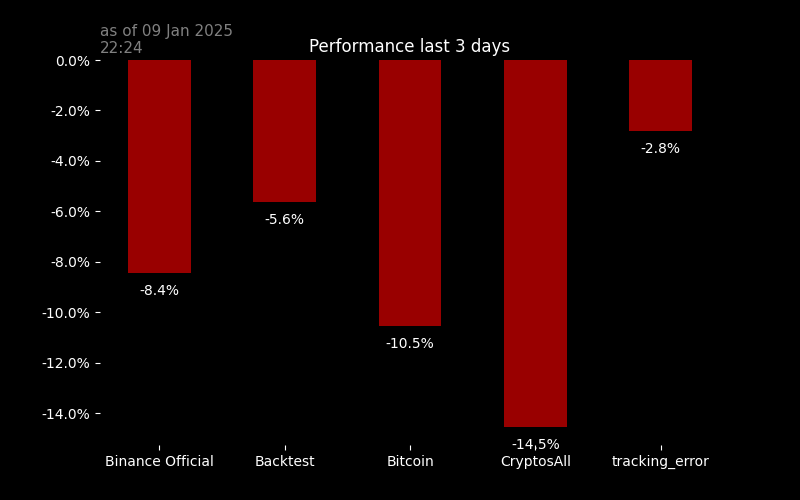 as of 09 Jan 2025
22:24
Performance last 3 days
0.0%
-2.0%
-4.0%
-6.0%
-8.0%
-10.0%
-12.0%
-14.0%
-8.4%
-5.6%
-10.5%
-14.5%
-2.8%
Binance Official
Backtest
Bitcoin
CryptosAll
tracking_error